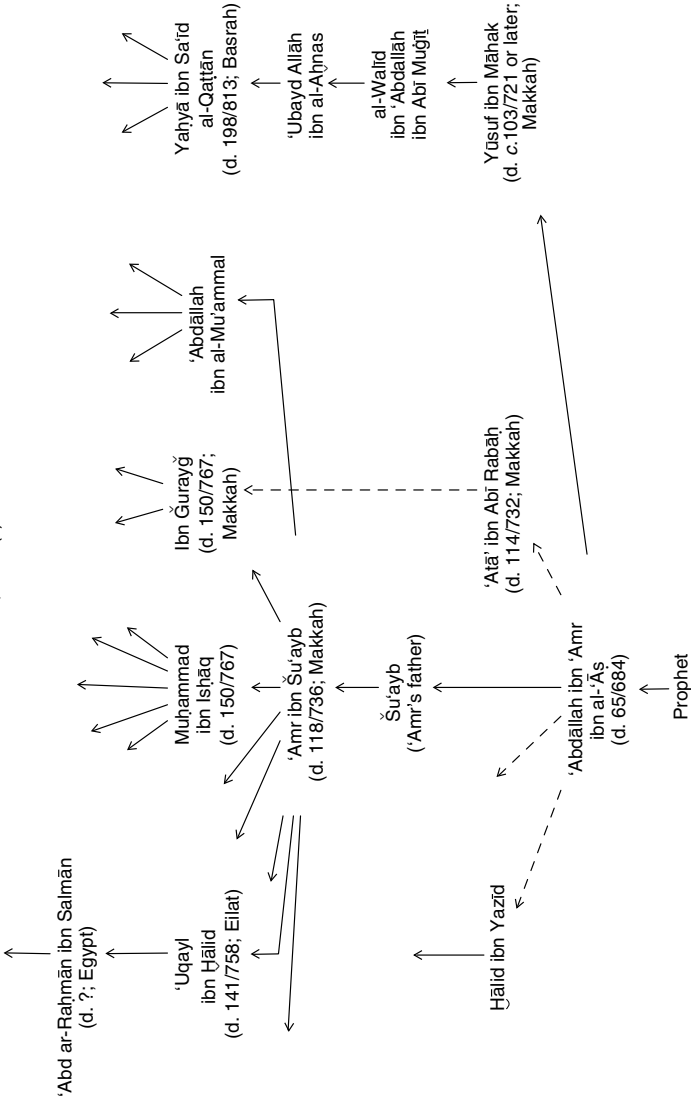 ‘Abd ar-Raḥmān ibn Salmān
(d. ?; Egypt)
‘Uqayl
ibn Ḫālid
(d. 141/758; Eilat)
Muḥammad
ibn Isḥāq
(d. 150/767)
Ibn Ǧurayǧ
(d. 150/767;
Makkah)
‘Abdāllah
ibn al-Mu’ammal
Yaḥyā ibn Sa‘īd
al-Qaṭṭān
(d. 198/813; Basrah)
‘Amr ibn Šu‘ayb
(d. 118/736; Makkah)
‘Ubayd Allāh
ibn al-Aḫnas
Šu‘ayb
(‘Amr’s father)
al-Walīd
ibn ‘Abdallāh
ibn Abī Muġīṯ
Ḫālid ibn Yazīd
‘Atā’ ibn Abī Rabāḥ
(d. 114/732; Makkah)
Yūsuf ibn Māhak
(d. c.103/721 or later;
Makkah)
‘Abdāllah ibn ‘Amr
ibn al-‘Āṣ
(d. 65/684)
Prophet